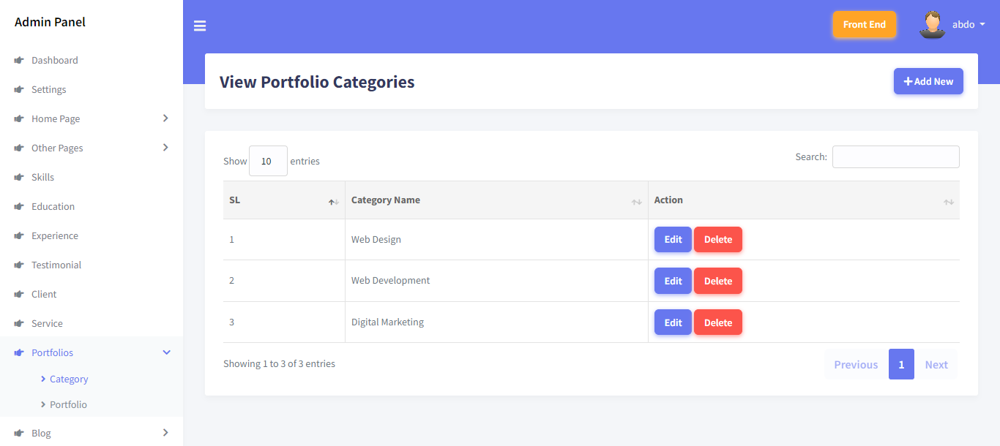 Admin Panel
Dashboard
Settings
Home Page
Other Pages
Skills
Education
Experience
Testimonial
Client
Service
Portfolios
Category
Portfolio
Blog
Front End
abdo
View Portfolio Categories
Add New
Show 10 entries
Search:
SL Category Name Action
1 Web Design Edit Delete
2 Web Development Edit Delete
3 Digital Marketing Edit Delete
Showing 1 to 3 of 3 entries
Previous 1 Next